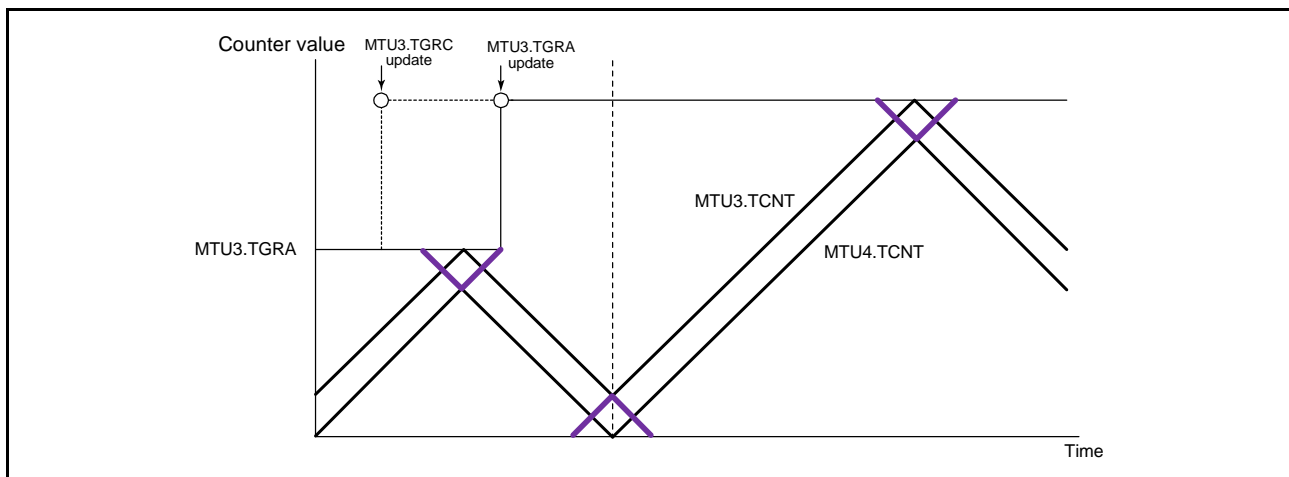 Counter value
MTU3.TGRC
update
MTU3.TGRA
update
MTU3.TGRA
MTU3.TCNT
MTU4.TCNT
Time